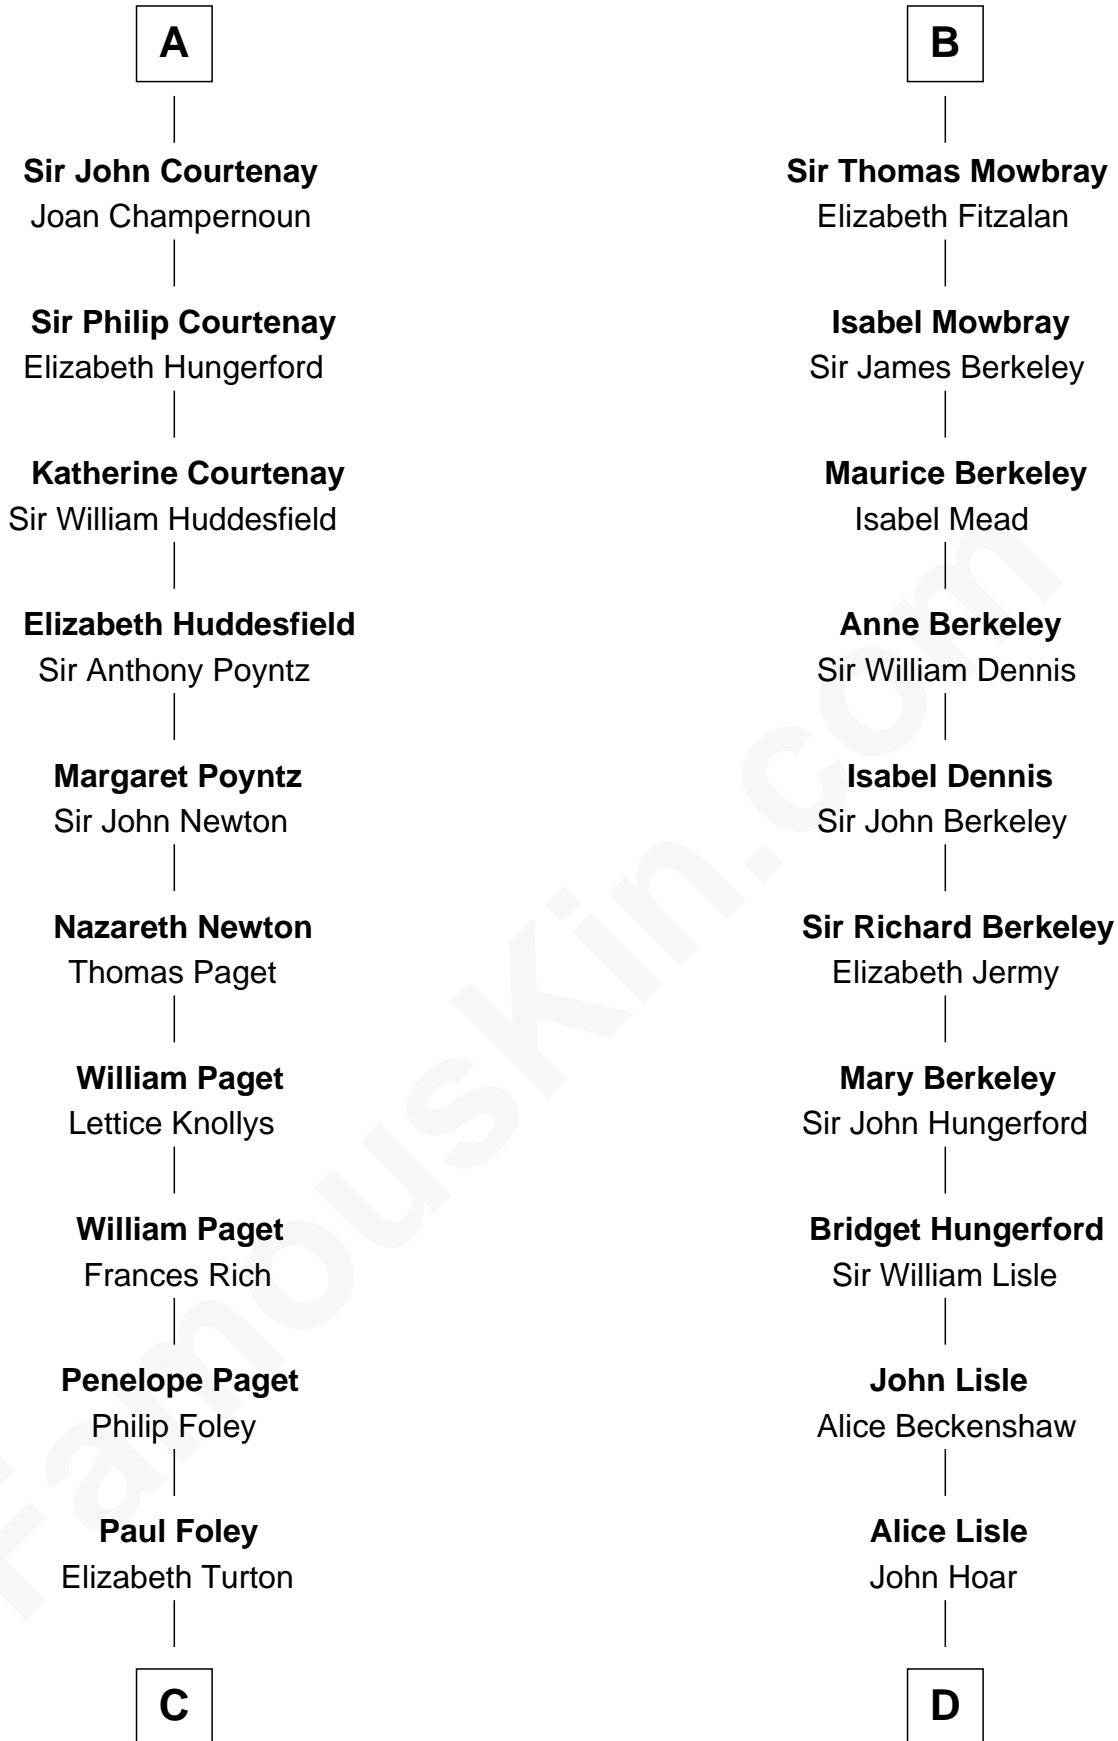 A
Sir John Courtenay
Joan Champernoun
Sir Philip Courtenay
Elizabeth Hungerford
Katherine Courtenay
Sir William Huddesfield
Elizabeth Huddesfield
Sir Anthony Poyntz
Margaret Poyntz
Sir John Newton
Nazareth Newton
Thomas Paget
William Paget
Lettice Knollys
William Paget
Frances Rich
Penelope Paget
Philip Foley
Paul Foley
Elizabeth Turton
C
B
Sir Thomas Mowbray
Elizabeth Fitzalan
Isabel Mowbray
Sir James Berkeley
Maurice Berkeley
Isabel Mead
Anne Berkeley
Sir William Dennis
Isabel Dennis
Sir John Berkeley
Sir Richard Berkeley
Elizabeth Jermy
Mary Berkeley
Sir John Hungerford
Bridget Hungerford
Sir William Lisle
John Lisle
Alice Beckenshaw
Alice Lisle
John Hoar
D
FamousKin.com